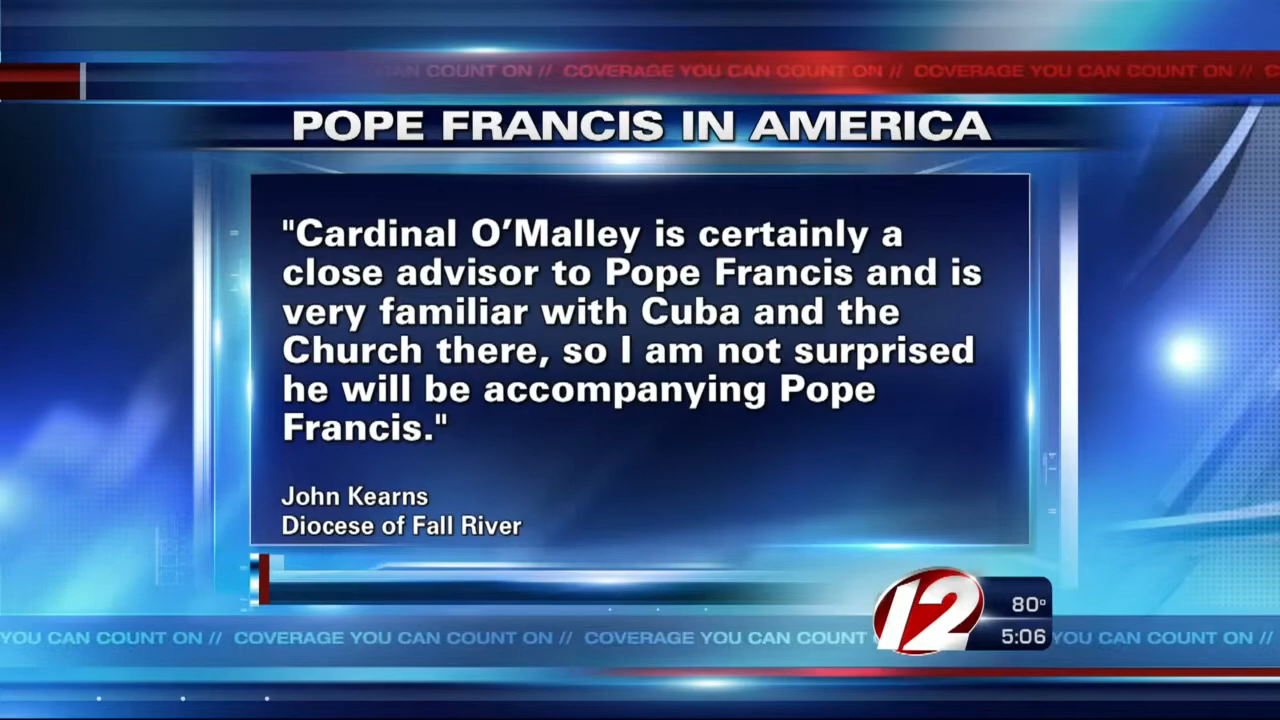 AN COUNT ON // COVERAGE YOU CAN COUNT ON // COVERAGE YOU CAN COUNT ON // C
POPE FRANCIS IN AMERICA
"Cardinal O’Malley is certainly a
close advisor to Pope Francis and is
very familiar with Cuba and the
Church there, so I am not surprised
he will be accompanying Pope
Francis."
John Kearns
Diocese of Fall River
12
80º
5:06
YOU CAN COUNT ON // COVERAGE YOU CAN COUNT ON // COVERAGE YOU CAN COUNT YOU CAN COUNT ON //